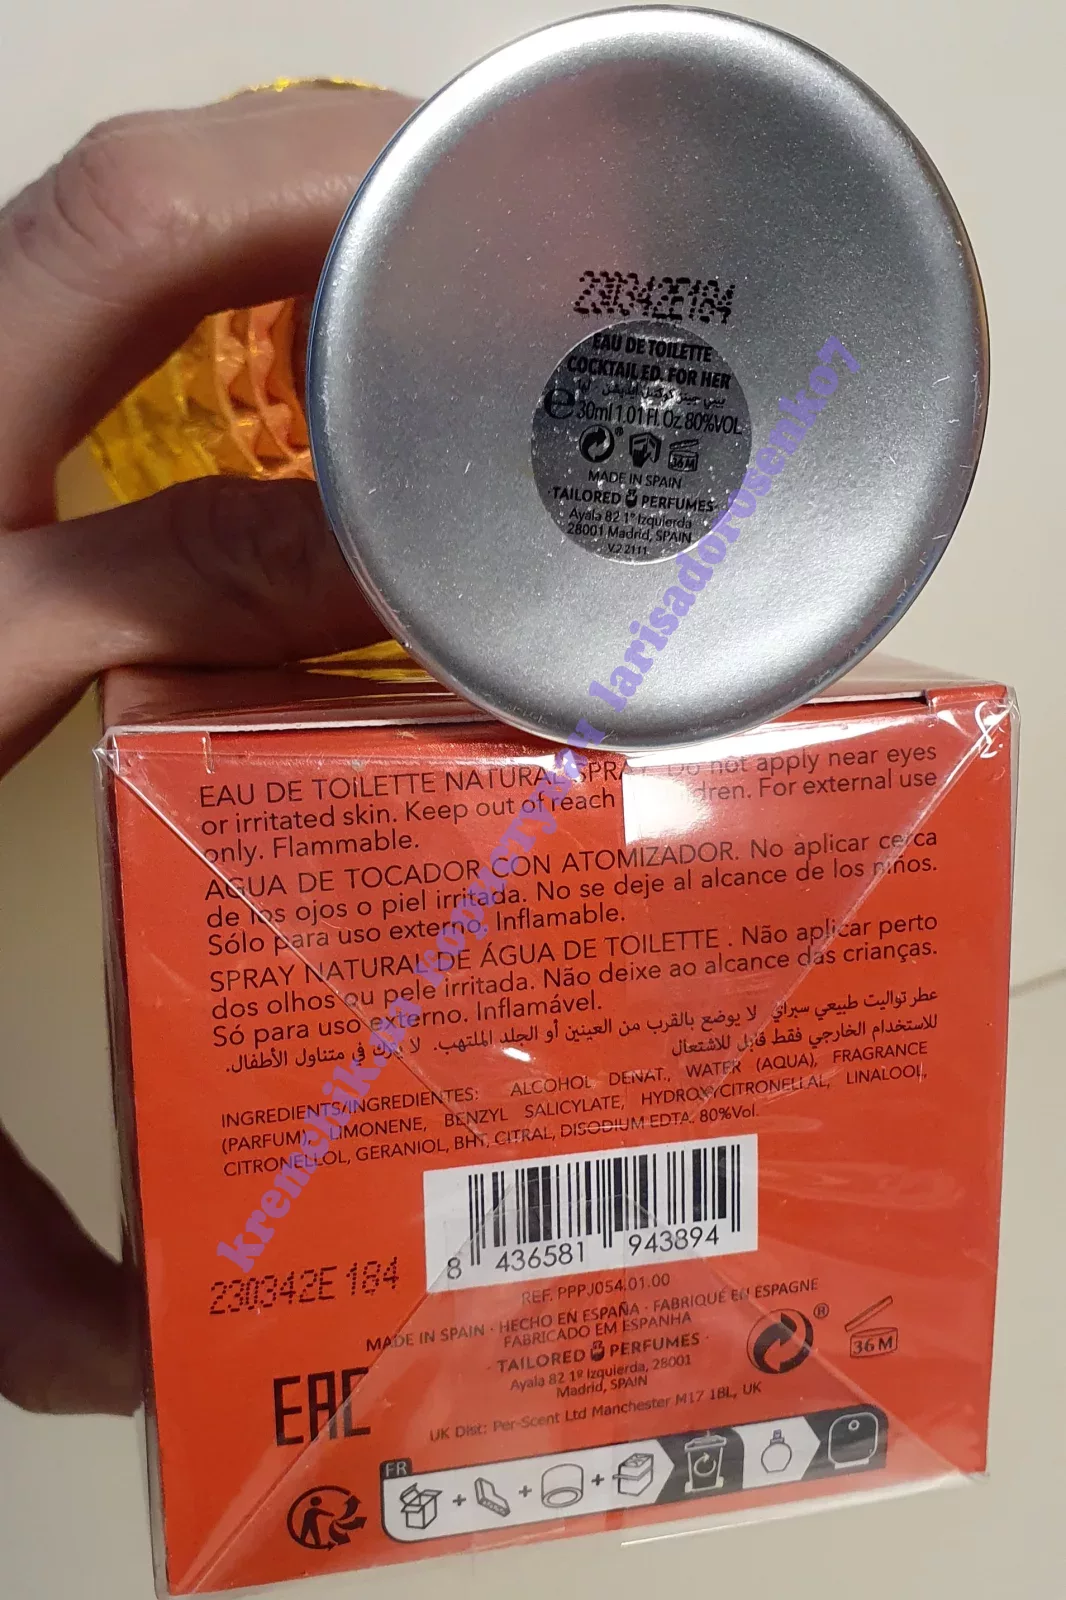 230342E184
EAU DE TOILETTE
COCKTAIL ED. FOR HER
e 30ml 1.01 Fl. Oz. 80%VOL
36M
MADE IN SPAIN
·TAILORED PERFUMES·
Ayala 82 1º Izquierda
28001 Madrid, SPAIN
V.2 2111
EAU DE TOILETTE NATURAL SPRAY. Do not apply near eyes
or irritated skin. Keep out of reach children. For external use
only. Flammable.
AGUA DE TOCADOR CON ATOMIZADOR. No aplicar cerca
de los ojos o piel irritada. No se deje al alcance de los niños.
Sólo para uso externo. Inflamable.
SPRAY NATURAL DE ÁGUA DE TOILETTE . Não aplicar perto
dos olhos ou pele irritada. Não deixe ao alcance das crianças.
Só para uso externo. Inflamável.
عطر تواليت طبيعي سبراي لا يوضع بالقرب من العينين أو الجلد الملتهب. لا يترك في متناول الأطفال.
للاستخدام الخارجي فقط قابل للاشتعال
INGREDIENTS/INGREDIENTES: ALCOHOL DENAT., WATER (AQUA), FRAGRANCE
(PARFUM), LIMONENE, BENZYL SALICYLATE, HYDROXYCITRONELLAL, LINALOOL,
CITRONELLOL, GERANIOL, BHT, CITRAL, DISODIUM EDTA. 80%Vol.
8 436581 943894
230342E 184
REF. PPPJ054.01.00
MADE IN SPAIN · HECHO EN ESPAÑA · FABRIQUÉ EN ESPAGNE
FABRICADO EM ESPANHA
· TAILORED PERFUMES ·
Ayala 82 1º Izquierda, 28001
Madrid, SPAIN
® 36 M
EAC
UK Dist: Per-Scent Ltd Manchester M17 1BL, UK
FR
kremchik.ru larisadorosenko7